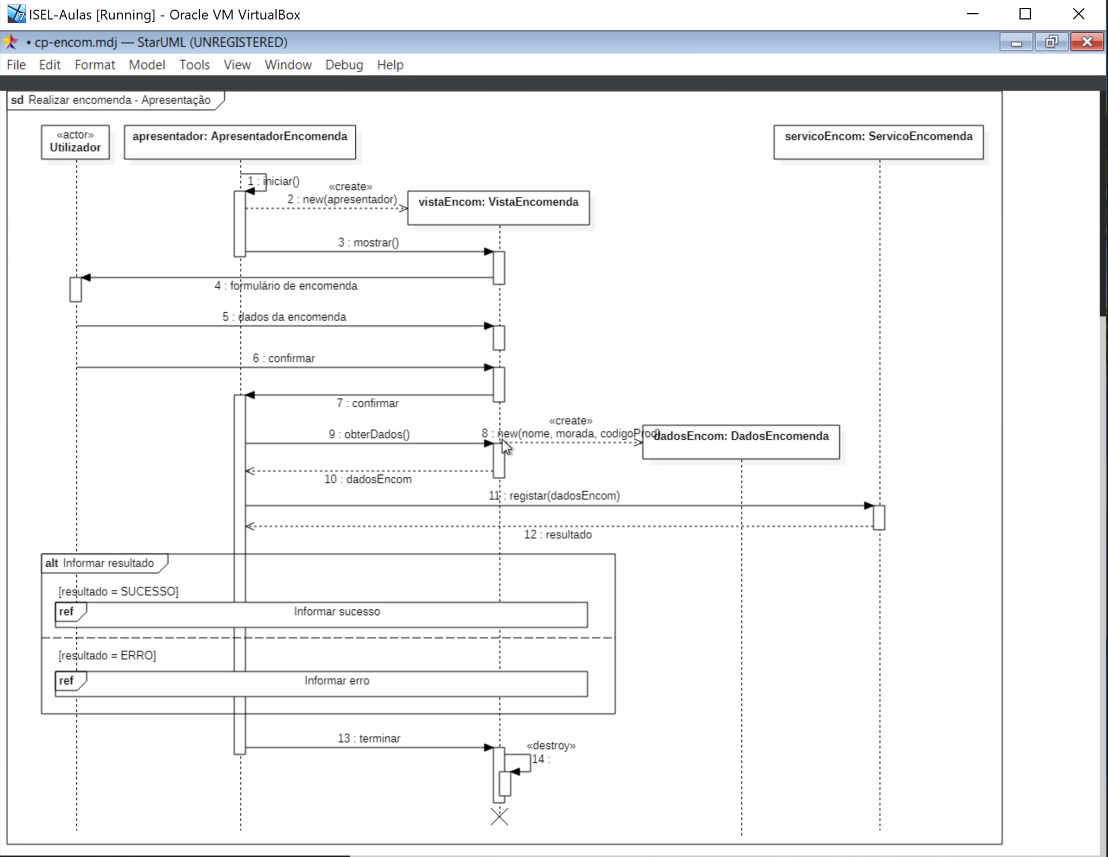 ISEL-Aulas [Running] - Oracle VM VirtualBox
• cp-encom.mdj — StarUML (UNREGISTERED)
File Edit Format Model Tools View Window Debug Help
sd Realizar encomenda - Apresentação
«actor»
Utilizador
apresentador: ApresentadorEncomenda
servicoEncom: ServicoEncomenda
1 : iniciar()
«create»
2 : new(apresentador)
vistaEncom: VistaEncomenda
3 : mostrar()
4 : formulário de encomenda
5 : dados da encomenda
6 : confirmar
7 : confirmar
«create»
8 : new(nome, morada, codigoProd)
dadosEncom: DadosEncomenda
9 : obterDados()
10 : dadosEncom
11 : registar(dadosEncom)
12 : resultado
alt Informar resultado
[resultado = SUCESSO]
ref Informar sucesso
[resultado = ERRO]
ref Informar erro
13 : terminar
«destroy»
14 :